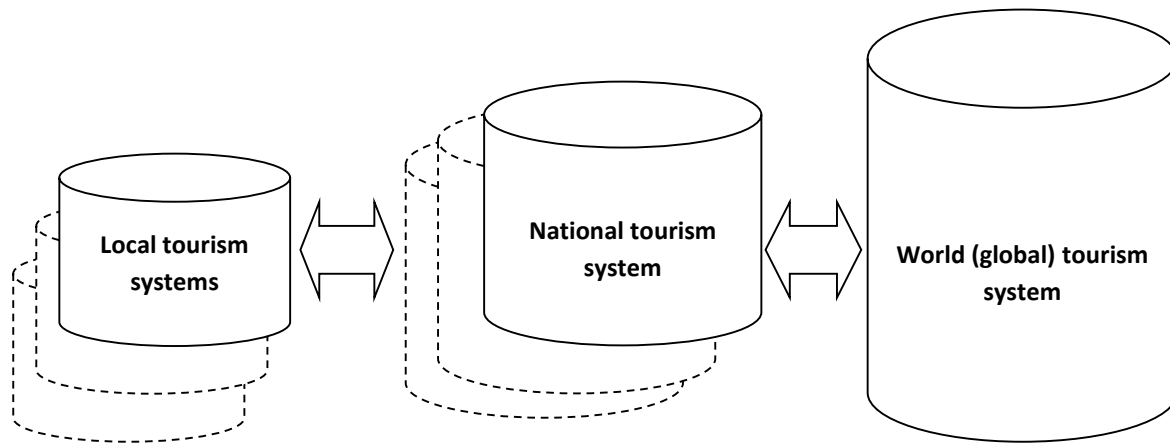 Local tourism
systems
National tourism
system
World (global) tourism
system